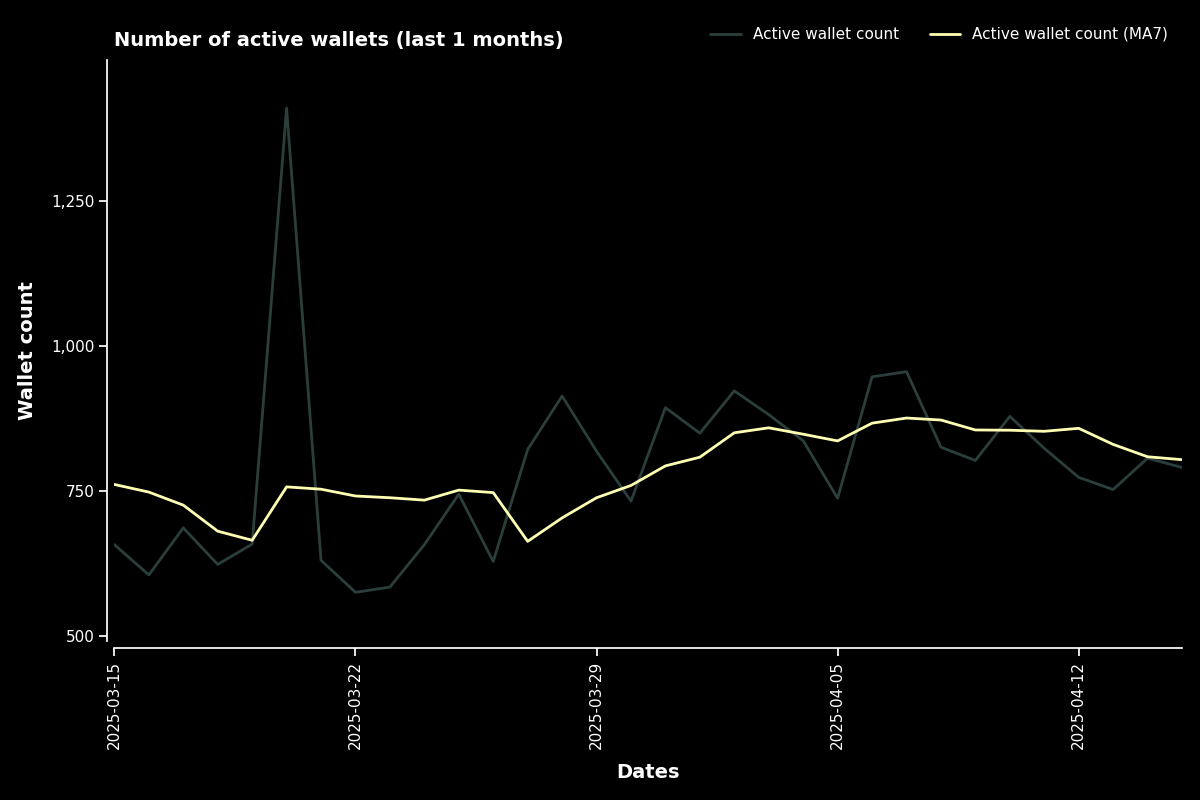 Number of active wallets (last 1 months)
Active wallet count
Active wallet count (MA7)
Wallet count
1,250
1,000
750
500
2025-03-15
2025-03-22
2025-03-29
2025-04-05
2025-04-12
Dates